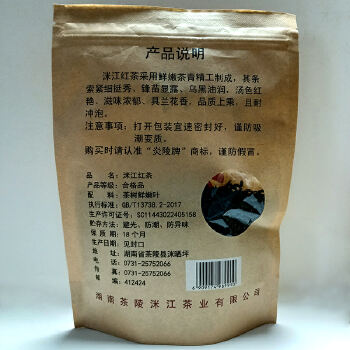 产品说明
洣江红茶采用鲜嫩茶青精工制成，其条
索紧细挺秀、锋苗显露、乌黑油润、汤色红
艳、滋味浓郁、具兰花香，品质上乘，且耐
冲泡。
注意事项：打开包装宜速密封好，谨防吸
潮变质。
购买时请认准“炎陵牌”商标，谨防假冒。
品 名：洣江红茶
产品等级：合格品
配 料：茶树鲜嫩叶
执行标准：GB/T13738.2-2017
生产许可证号：SC11443022405158
贮存方法：避光、防潮、防异味
保 质 期：18个月
生产日期：见封口
地 址：湖南省茶陵县洣晒坪
电 话：0731-25752066
传 真：0731-25752066
邮 编：412424
湖南茶陵洣江茶业有限公司